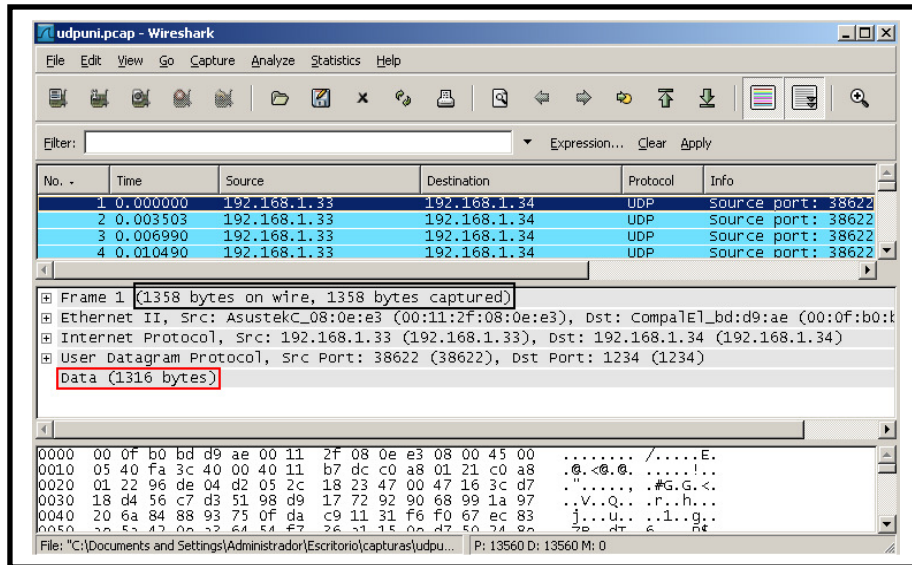 udpuni.pcap - Wireshark
File Edit View Go Capture Analyze Statistics Help
Filter: Expression... Clear Apply
No. - Time Source Destination Protocol Info
1 0.000000 192.168.1.33 192.168.1.34 UDP Source port: 38622
2 0.003503 192.168.1.33 192.168.1.34 UDP Source port: 38622
3 0.006990 192.168.1.33 192.168.1.34 UDP Source port: 38622
4 0.010490 192.168.1.33 192.168.1.34 UDP Source port: 38622
Frame 1 (1358 bytes on wire, 1358 bytes captured)
Ethernet II, Src: AsustekC_08:0e:e3 (00:11:2f:08:0e:e3), Dst: CompalEl_bd:d9:ae (00:0f:b0:b
Internet Protocol, Src: 192.168.1.33 (192.168.1.33), Dst: 192.168.1.34 (192.168.1.34)
User Datagram Protocol, Src Port: 38622 (38622), Dst Port: 1234 (1234)
Data (1316 bytes)
0000 00 0f b0 bd d9 ae 00 11 2f 08 0e e3 08 00 45 00 ........ /.....E.
0010 05 40 fa 3c 40 00 40 11 b7 dc c0 a8 01 21 c0 a8 .@.<@.@. .....!..
0020 01 22 96 de 04 d2 05 2c 18 23 47 00 47 16 3c d7 ."....., .#G.G.<.
0030 18 d4 56 c7 d3 51 98 d9 17 72 92 90 68 99 1a 97 ..V..Q.. .r..h...
0040 20 6a 84 88 93 75 0f da c9 11 31 f6 f0 67 ec 83 j...u.. ..1..g..
0050
File: "C:\Documents and Settings\Administrador\Escritorio\capturas\udpu... P: 13560 D: 13560 M: 0